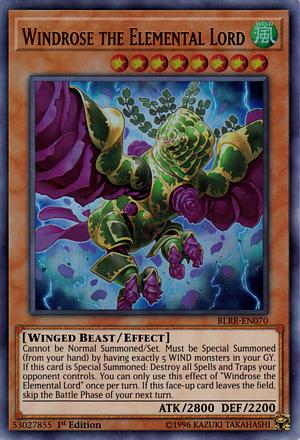 Windrose the Elemental Lord
WIND
風
BLRR-EN070
[Winged Beast/Effect]
Cannot be Normal Summoned/Set. Must be Special Summoned
(from your hand) by having exactly 5 WIND monsters in your GY.
If this card is Special Summoned: Destroy all Spells and Traps your
opponent controls. You can only use this effect of "Windrose the
Elemental Lord" once per turn. If this face-up card leaves the field,
skip the Battle Phase of your next turn.
ATK/2800 DEF/2200
53027855 1st Edition ©1996 KAZUKI TAKAHASHI